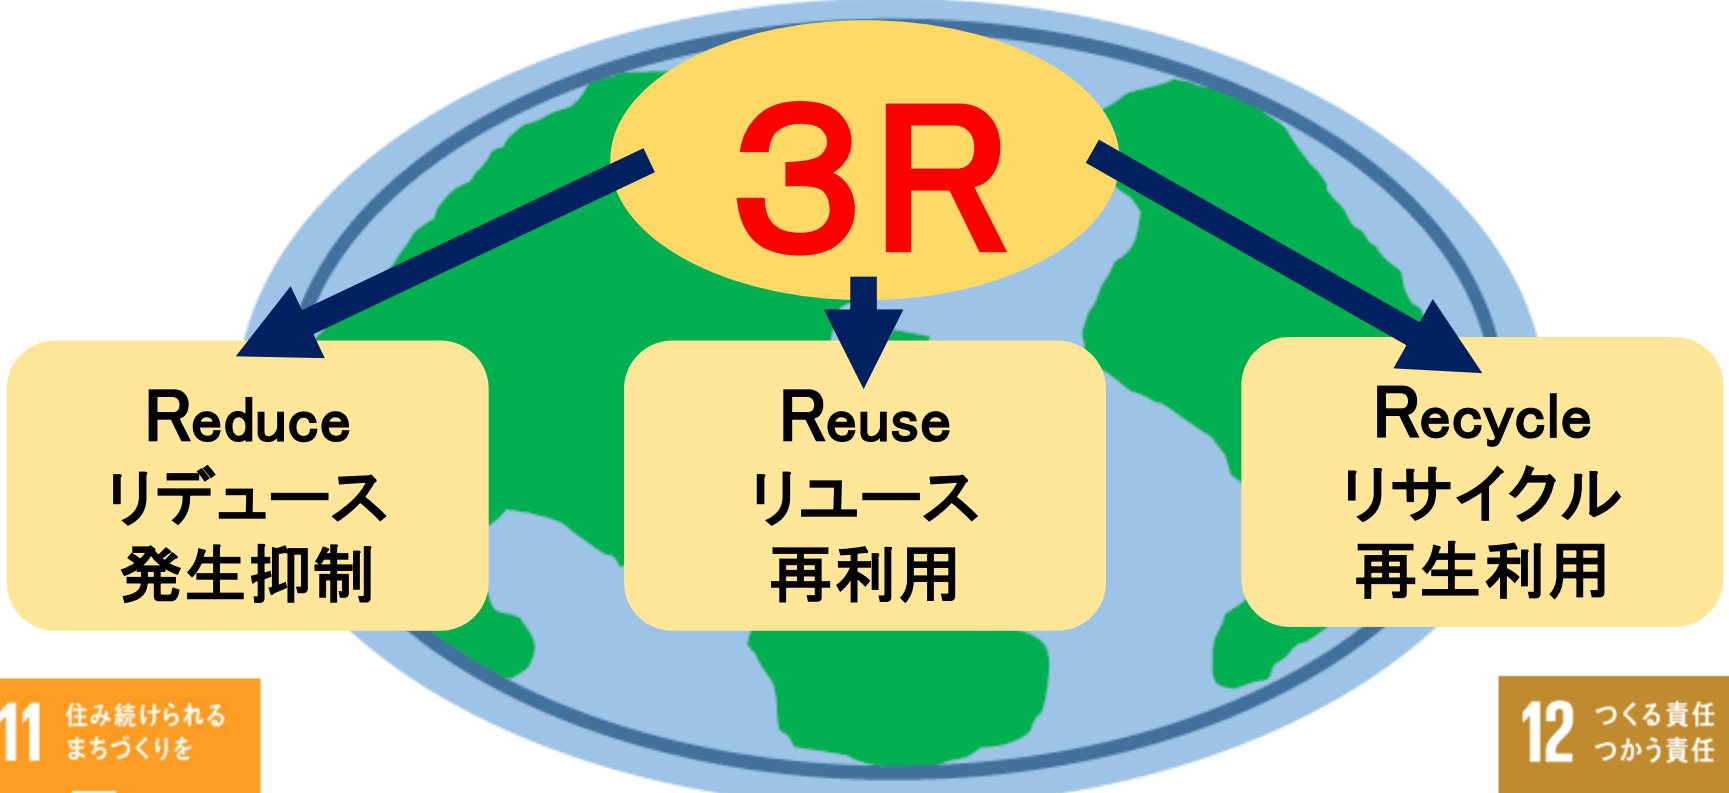 3R
Reduce
リデュース
発生抑制
Reuse
リユース
再利用
Recycle
リサイクル
再生利用
11 住み続けられる
まちづくりを
12 つくる責任
つかう責任